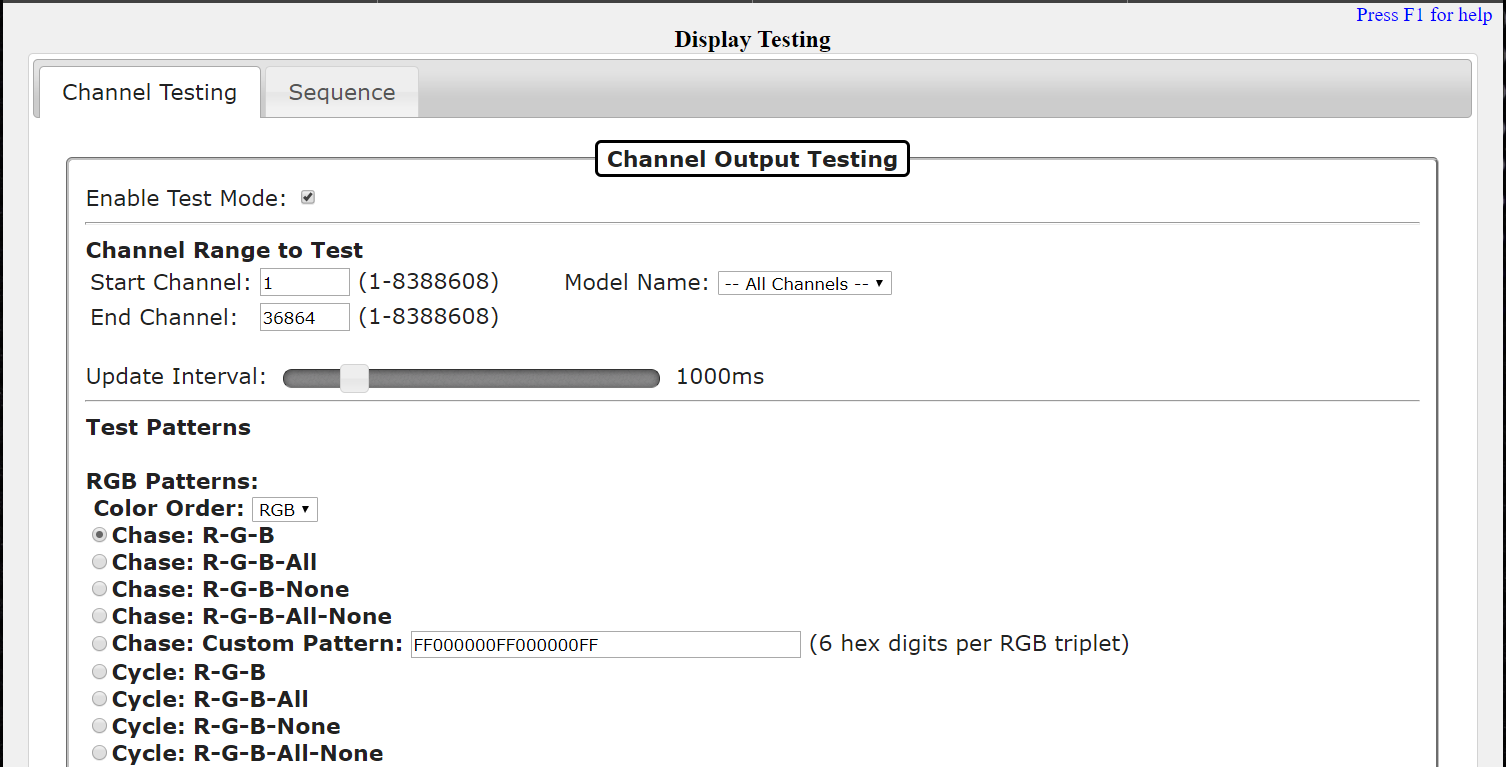 Press F1 for help
Display Testing
Channel Testing Sequence
Channel Output Testing
Enable Test Mode:
Channel Range to Test
Start Channel: 1 (1-8388608) Model Name: -- All Channels --
End Channel: 36864 (1-8388608)
Update Interval: 1000ms
Test Patterns
RGB Patterns:
Color Order: RGB
Chase: R-G-B
Chase: R-G-B-All
Chase: R-G-B-None
Chase: R-G-B-All-None
Chase: Custom Pattern: FF000000FF000000FF (6 hex digits per RGB triplet)
Cycle: R-G-B
Cycle: R-G-B-All
Cycle: R-G-B-None
Cycle: R-G-B-All-None